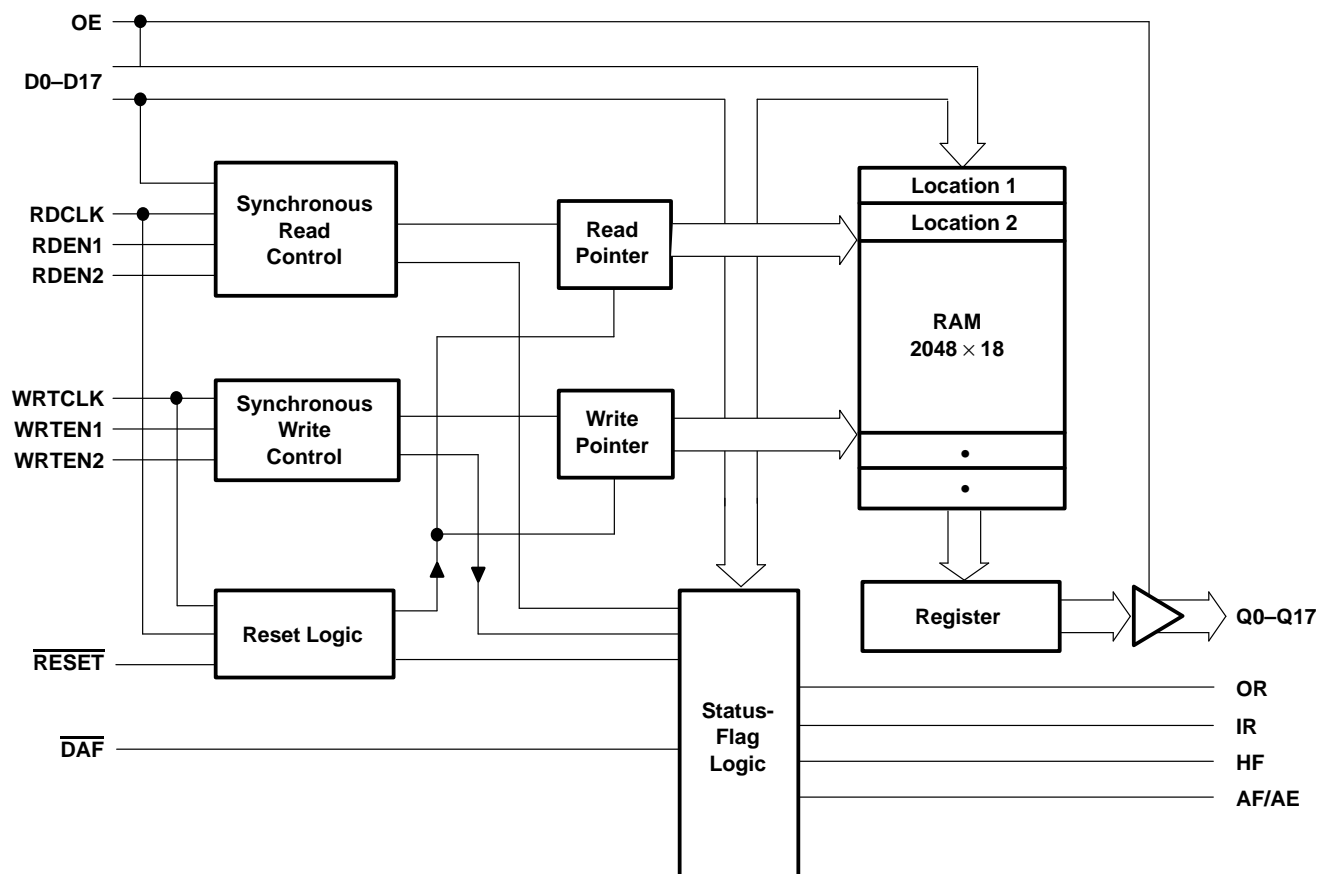 OE
D0–D17
RDCLK
RDEN1
RDEN2
Synchronous
Read
Control
Read
Pointer
Location 1
Location 2
RAM
2048 × 18
WRTCLK
WRTEN1
WRTEN2
Synchronous
Write
Control
Write
Pointer
•
•
Reset Logic
RESET
DAF
Register
Q0–Q17
Status-
Flag
Logic
OR
IR
HF
AF/AE